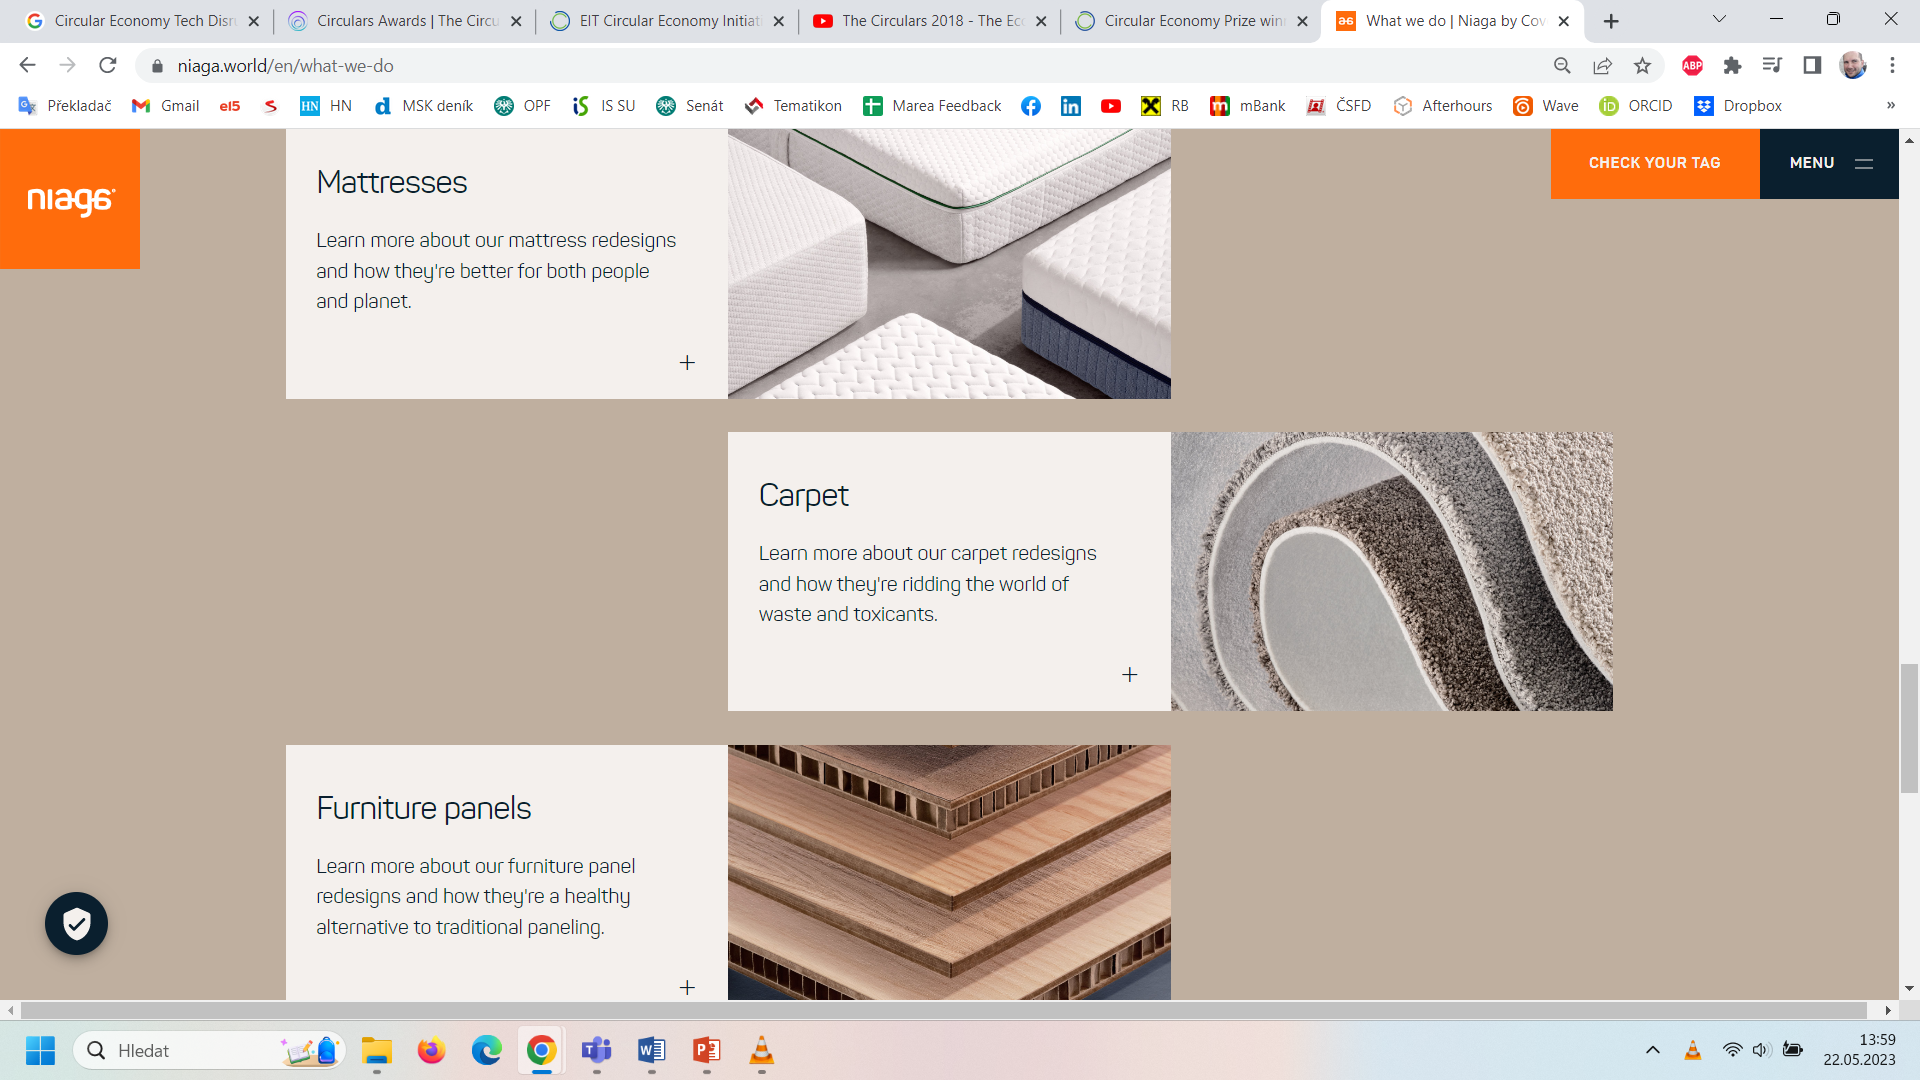 Circular Economy Tech Disr
Circulars Awards | The Circu
EIT Circular Economy Initiati
The Circulars 2018 - The Ec
Circular Economy Prize win
What we do | Niaga by Cov
niaga.world/en/what-we-do
ABP
Překladač
Gmail
el5
HN HN
d MSK deník
OPF
IS SU
Senát
Tematikon
Marea Feedback
RB
mBank
ČSFD
Afterhours
Wave
iD ORCID
Dropbox
»
niaga
CHECK YOUR TAG
MENU
Mattresses
Learn more about our mattress redesigns
and how they're better for both people
and planet.
+
Carpet
Learn more about our carpet redesigns
and how they're ridding the world of
waste and toxicants.
+
Furniture panels
Learn more about our furniture panel
redesigns and how they're a healthy
alternative to traditional paneling.
+
Hledat
13:59
22.05.2023